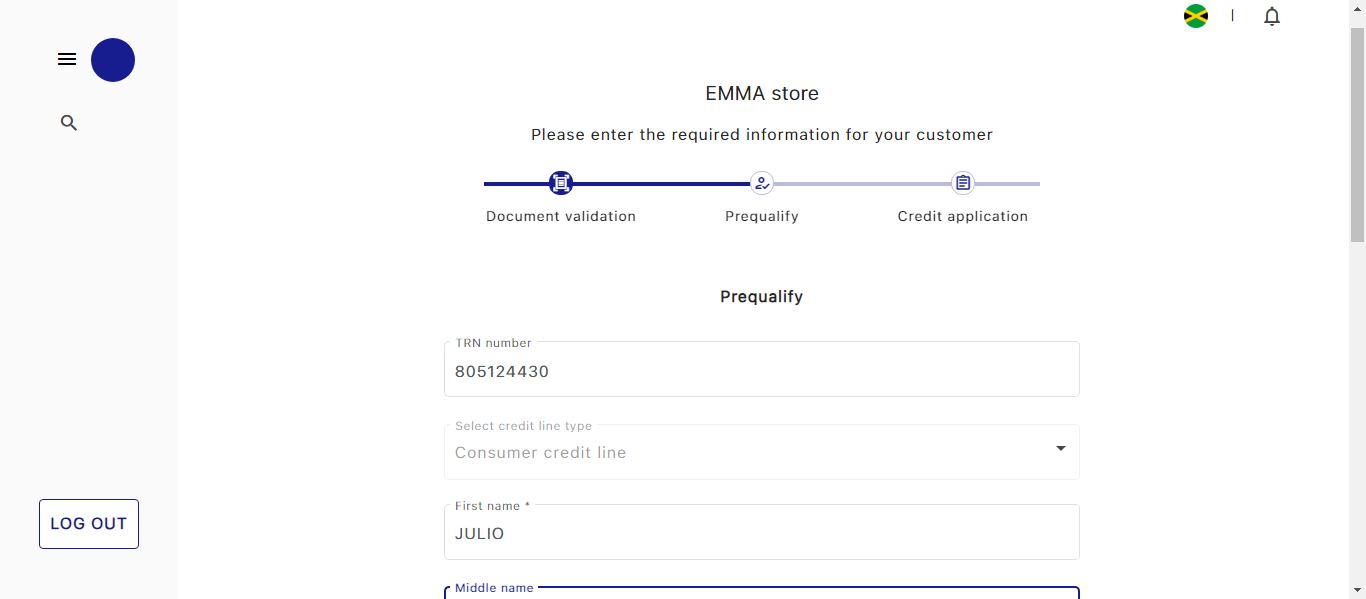 EMMA store
Please enter the required information for your customer
Document validation
Prequalify
Credit application
Prequalify
TRN number
805124430
Select credit line type
Consumer credit line
First name *
JULIO
Middle name
LOG OUT